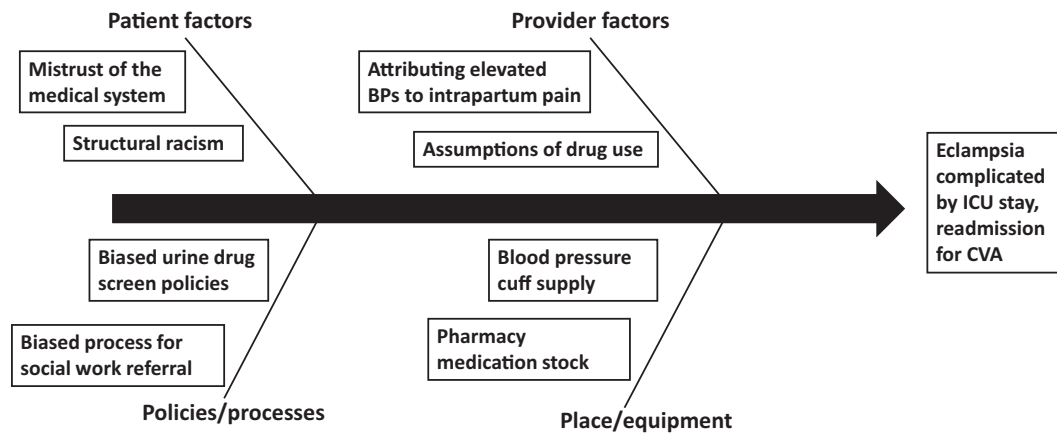 Patient factors
Provider factors
Mistrust of the
medical system
Structural racism
Attributing elevated
BPs to intrapartum pain
Assumptions of drug use
Eclampsia
complicated
by ICU stay,
readmission
for CVA
Biased urine drug
screen policies
Biased process for
social work referral
Blood pressure
cuff supply
Pharmacy
medication stock
Policies/processes
Place/equipment